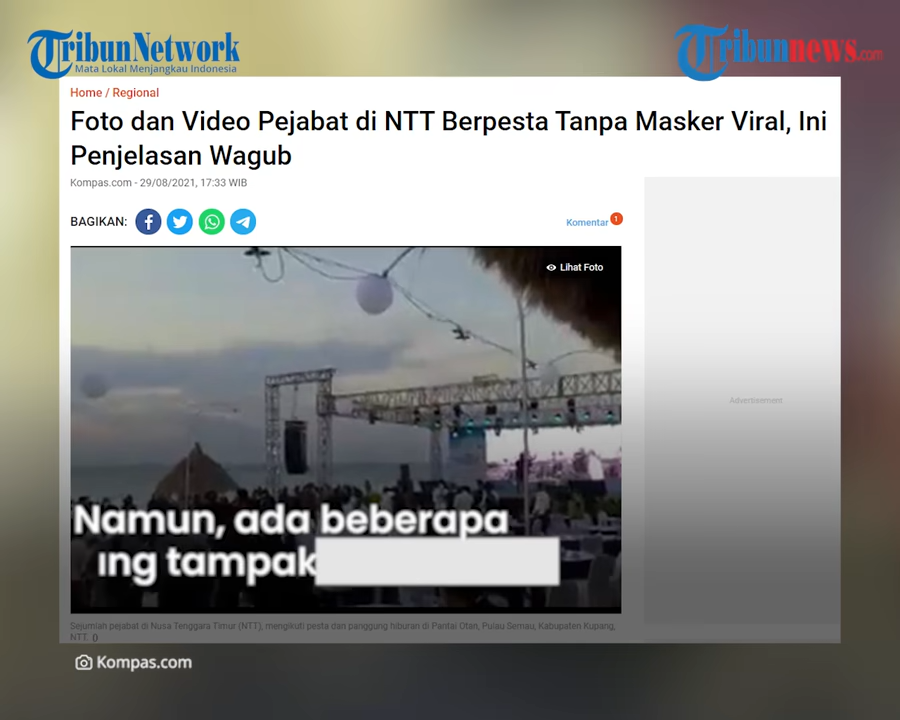 TribunNetwork
Mata Lokal Menjangkau Indonesia
Tribunnews.com
Home / Regional
Foto dan Video Pejabat di NTT Berpesta Tanpa Masker Viral, Ini
Penjelasan Wagub
Kompas.com - 29/08/2021, 17:33 WIB
BAGIKAN:
Komentar 1
Lihat Foto
Advertisement
Namun, ada beberapa
ing tampak
Sejumlah pejabat di Nusa Tenggara Timur (NTT), mengikuti pesta dan panggung hiburan di Pantai Otan, Pulau Semau, Kabupaten Kupang,
NTT. ()
Kompas.com